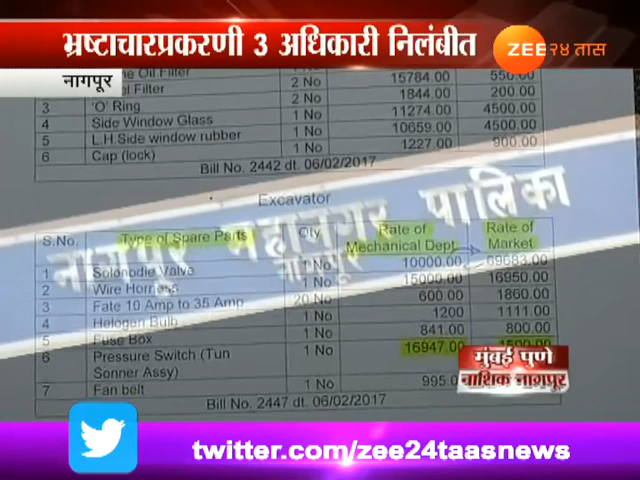 भ्रष्टाचारप्रकरणी 3 अधिकारी निलंबीत
ZEE २४ तास
नागपूर
Oil Filter 2 No 15784.00 550.00
Filter 2 No 1844.00 200.00
3 'O' Ring 1 No 11274.00 4500.00
4 Side Window Glass 1 No 10659.00 4500.00
5 L.H.Side window rubber 1 No 1227.00 900.00
6 Cap (lock)
Bill No. 2442 dt. 06/02/2017
नागपूर महानगर पालिका
नागपूर
Excavator
S.No. Type of Spare Parts Qty Rate of Mechanical Dept. Rate of Market
1 Solonodie Valve 1 No 10000.00 69683.00
2 Wire Horness 1 No 15000.00 16950.00
3 Fate 10 Amp to 35 Amp 20 No 600.00 1860.00
4 Helogen Bulb 1 No 1200 1111.00
5 Fuse Box 1 No 841.00 800.00
6 Pressure Switch (Tun Sonner Assy) 1 No 16947.00 1500.00
7 Fan belt 1 No 995.0
Bill No. 2447 dt. 06/02/2017
मुंबई पुणे
नाशिक नागपूर
twitter.com/zee24taasnews